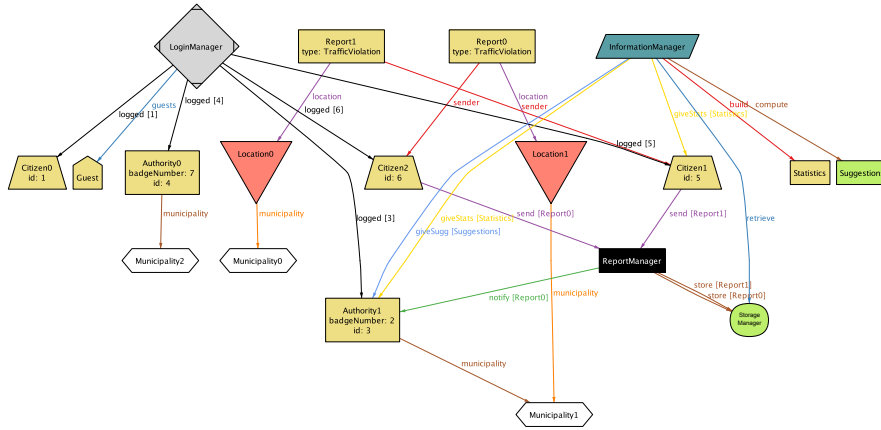 LoginManager
Report1
type: TrafficViolation
Report0
type: TrafficViolation
InformationManager
guests
logged [1]
logged [4]
location
logged [6]
sender
location
sender
logged [5]
build
compute
giveStats [Statistics]
Citizen0
id: 1
Guest
Authority0
badgeNumber: 7
id: 4
Location0
Citizen2
id: 6
Location1
Citizen1
id: 5
Statistics
Suggestion
municipality
municipality
logged [3]
giveStats [Statistics]
giveSugg [Suggestions]
send [Report0]
send [Report1]
retrieve
Municipality2
Municipality0
ReportManager
notify [Report0]
municipality
store [Report1]
store [Report0]
Authority1
badgeNumber: 2
id: 3
Storage
Manager
municipality
Municipality1